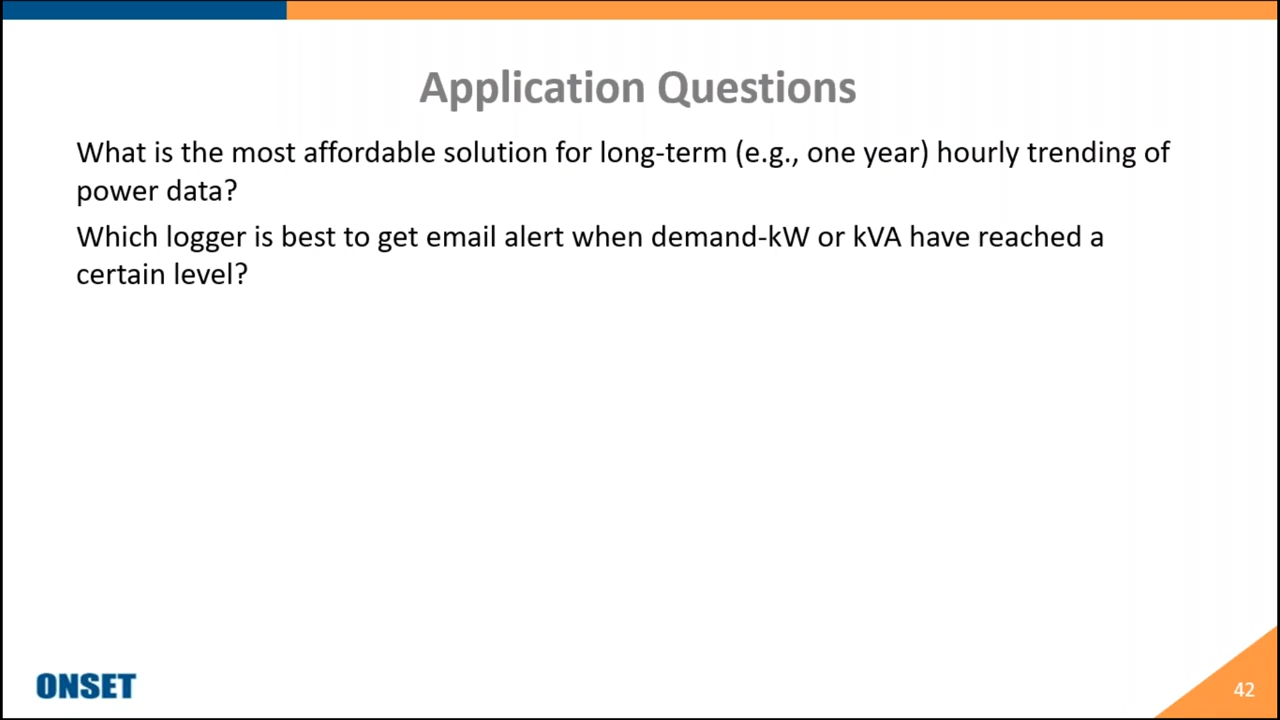 Application Questions
What is the most affordable solution for long-term (e.g., one year) hourly trending of
power data?
Which logger is best to get email alert when demand-kW or kVA have reached a
certain level?
ONSET
42